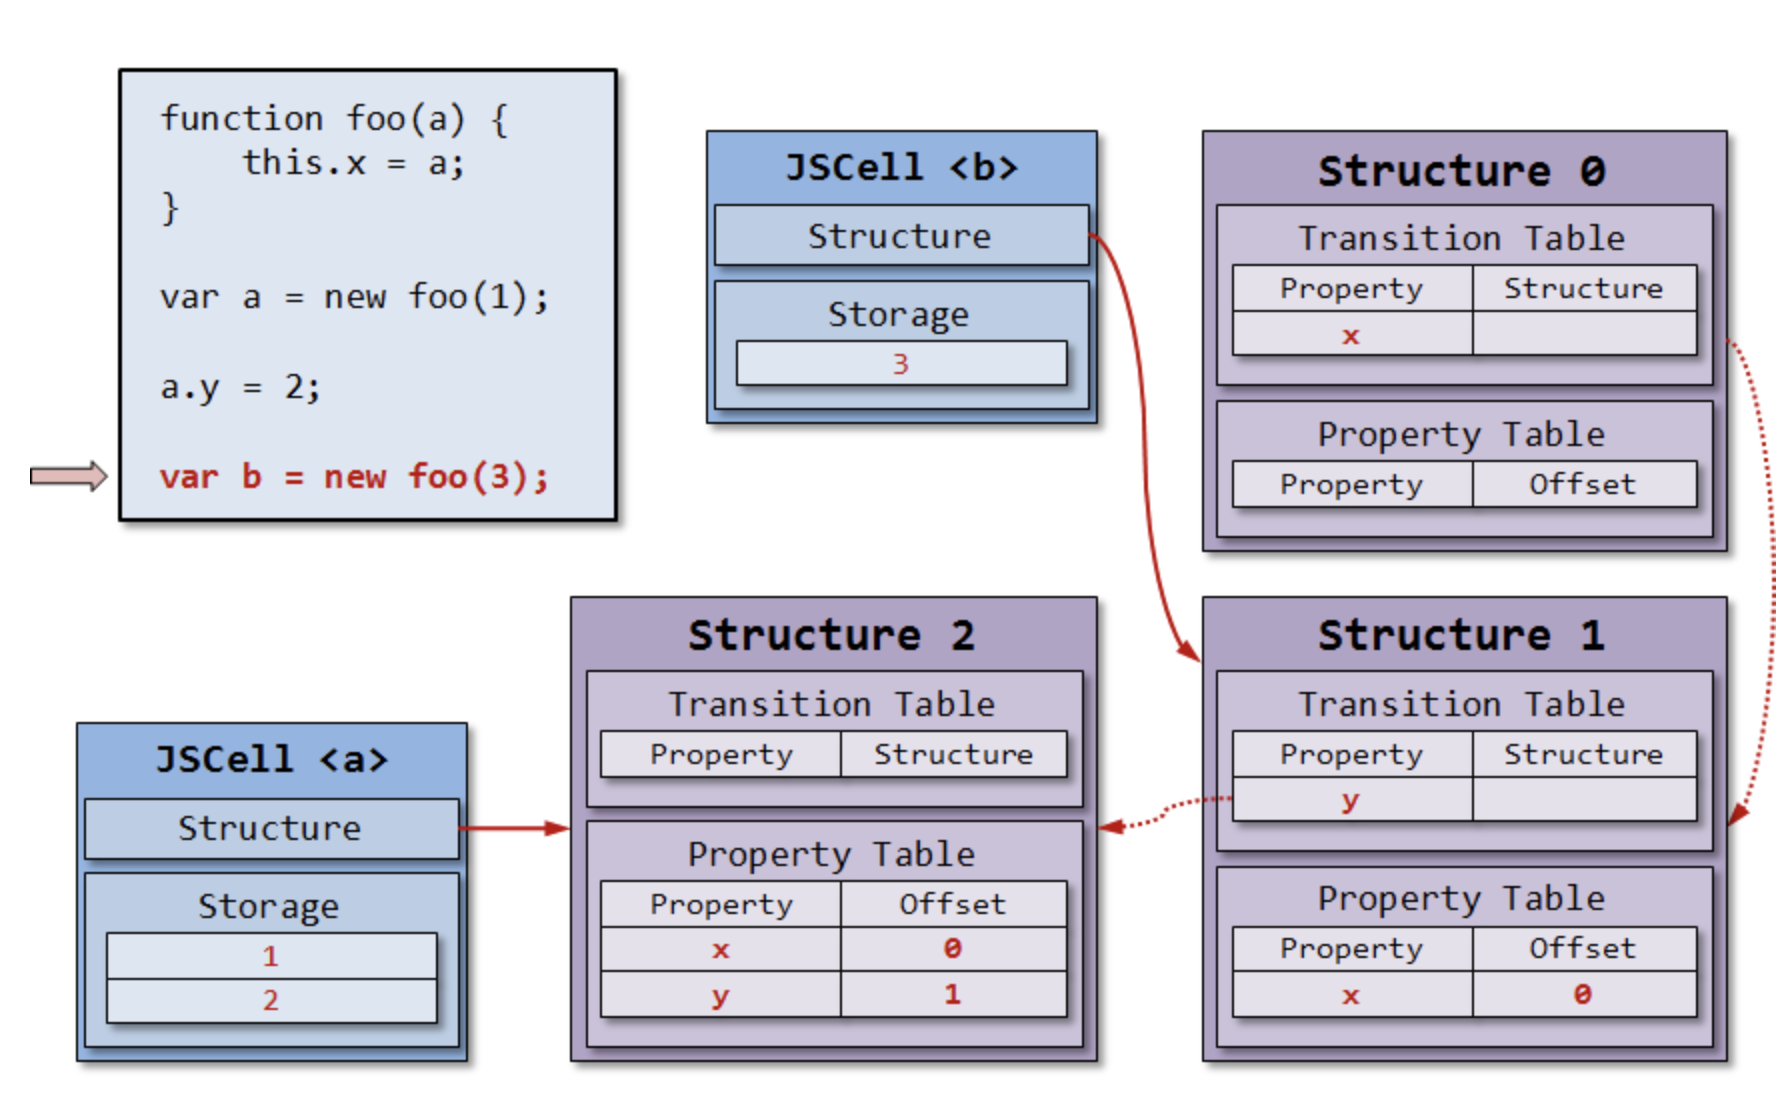 function foo(a) {
    this.x = a;
}
var a = new foo(1);
a.y = 2;
var b = new foo(3);
JSCell <b>
Structure
Storage
3
Structure 0
Transition Table
Property Structure
x
Property Table
Property Offset
JSCell <a>
Structure
Storage
1
2
Structure 2
Transition Table
Property Structure
Property Table
Property Offset
x 0
y 1
Structure 1
Transition Table
Property Structure
y
Property Table
Property Offset
x 0